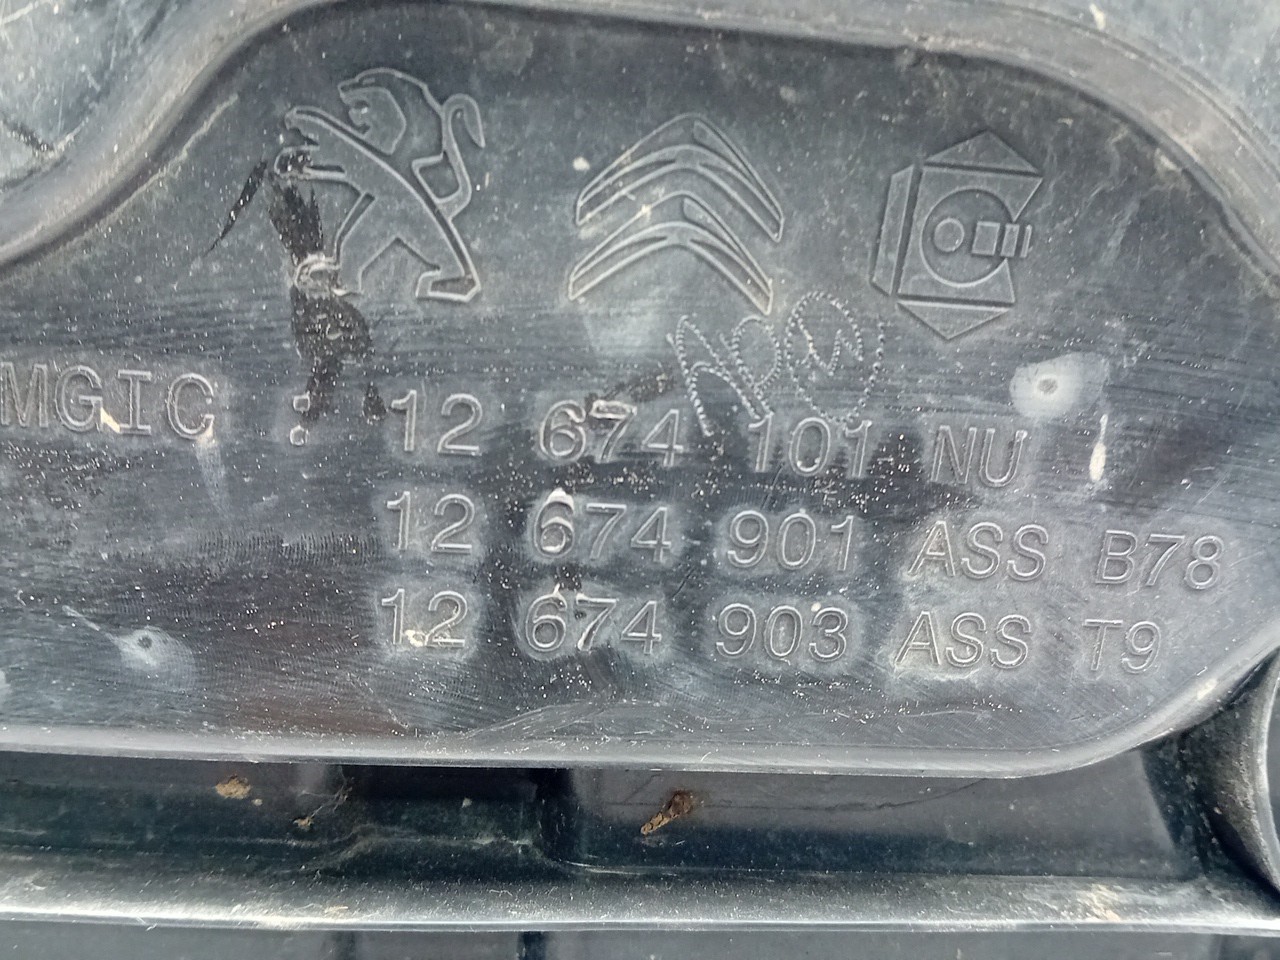 MGIC : 12 674 101 NU
12 674 901 ASS B78
12 674 903 ASS T9